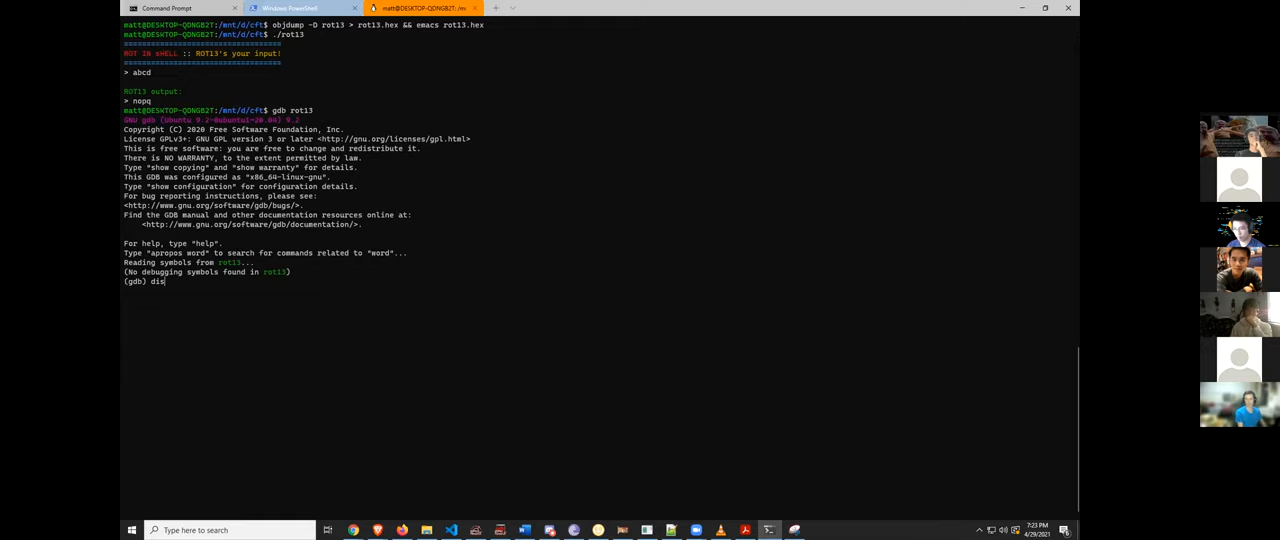 Command Prompt
Windows PowerShell
matt@DESKTOP-QDNGB2T: /m
matt@DESKTOP-QDNGB2T:/mnt/d/cft$ objdump -D rot13 > rot13.hex && emacs rot13.hex
matt@DESKTOP-QDNGB2T:/mnt/d/cft$ ./rot13
===================================
ROT IN sHELL :: ROT13's your input!
===================================
> abcd
ROT13 output:
> nopq
matt@DESKTOP-QDNGB2T:/mnt/d/cft$ gdb rot13
GNU gdb (Ubuntu 9.2-0ubuntu1~20.04) 9.2
Copyright (C) 2020 Free Software Foundation, Inc.
License GPLv3+: GNU GPL version 3 or later <http://gnu.org/licenses/gpl.html>
This is free software: you are free to change and redistribute it.
There is NO WARRANTY, to the extent permitted by law.
Type "show copying" and "show warranty" for details.
This GDB was configured as "x86_64-linux-gnu".
Type "show configuration" for configuration details.
For bug reporting instructions, please see:
<http://www.gnu.org/software/gdb/bugs/>.
Find the GDB manual and other documentation resources online at:
<http://www.gnu.org/software/gdb/documentation/>.
For help, type "help".
Type "apropos word" to search for commands related to "word"...
Reading symbols from rot13...
(No debugging symbols found in rot13)
(gdb) dis
Type here to search
7:23 PM
4/29/2021